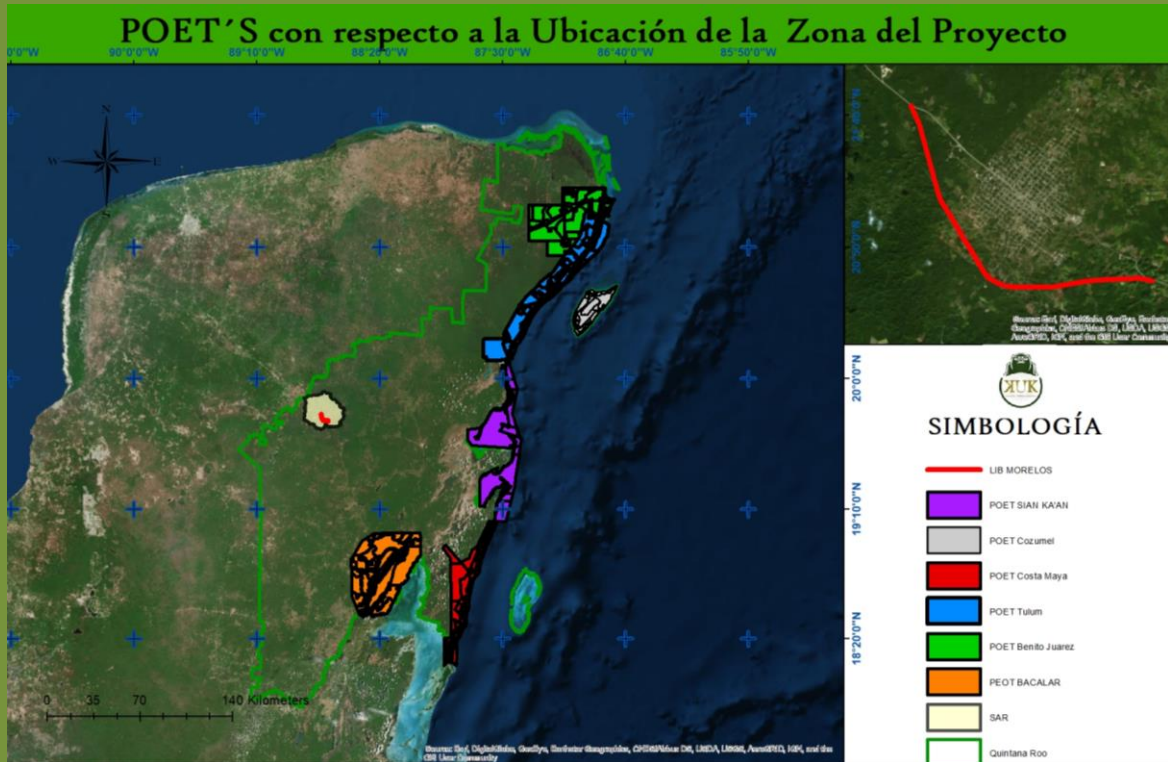 POET´S con respecto a la Ubicación de la Zona del Proyecto
90°0'0"W 89°10'0"W 88°20'0"W 87°30'0"W 86°40'0"W 85°50'0"W
N
W E
S
20°0'0"N
19°10'0"N
18°20'0"N
0 35 70 140 Kilometers
KUK
SIMBOLOGÍA
LIB MORELOS
POET SIAN KA'AN
POET Cozumel
POET Costa Maya
POET Tulum
POET Benito Juarez
PEOT BACALAR
SAR
Quintana Roo